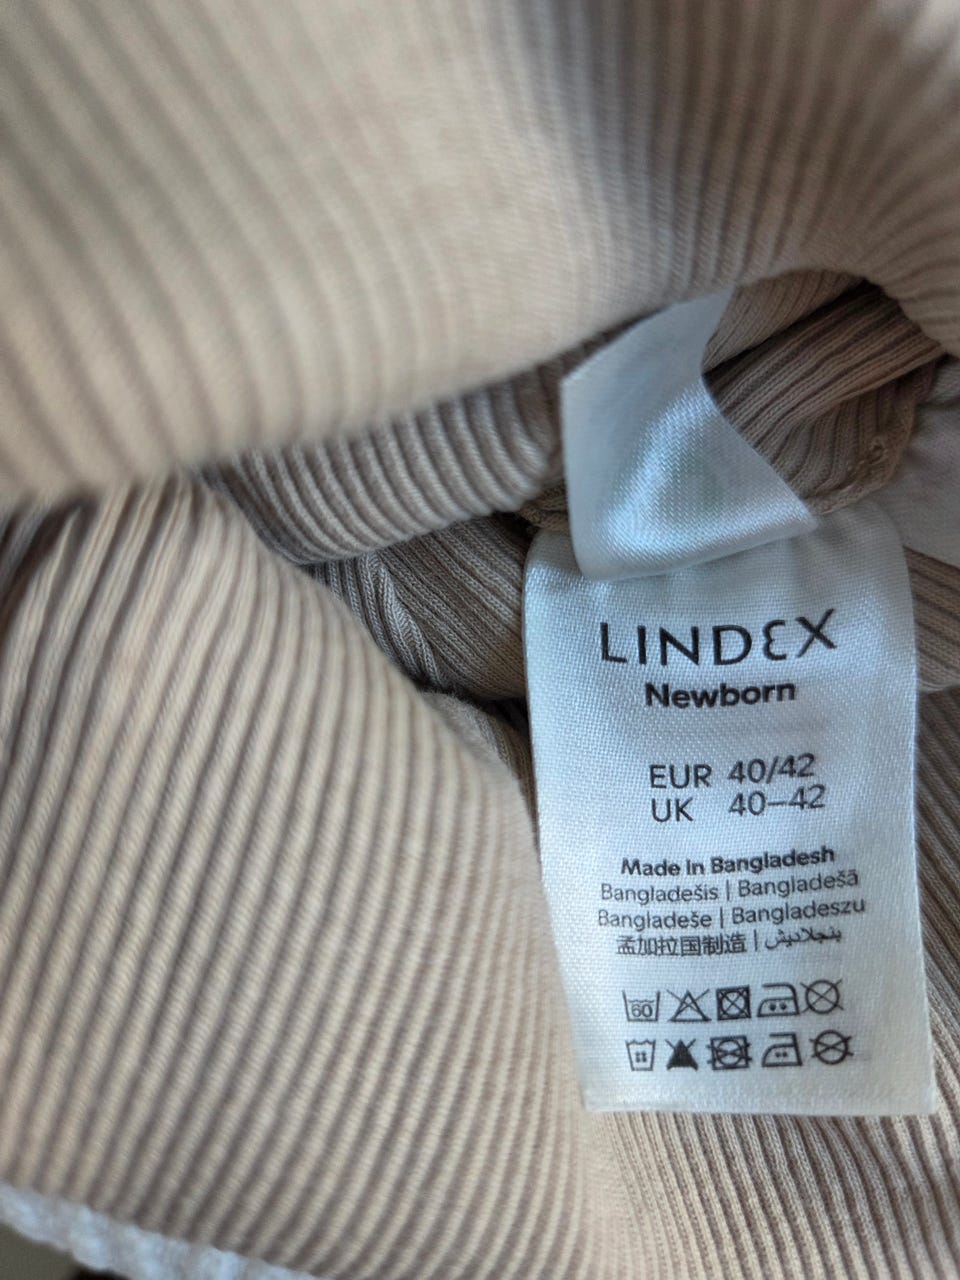 LINDEX
Newborn
EUR 40/42
UK 40–42
Made in Bangladesh
Bangladešis | Bangladešā
Bangladeše | Bangladeszu
孟加拉国制造 | بنجلاديش
60